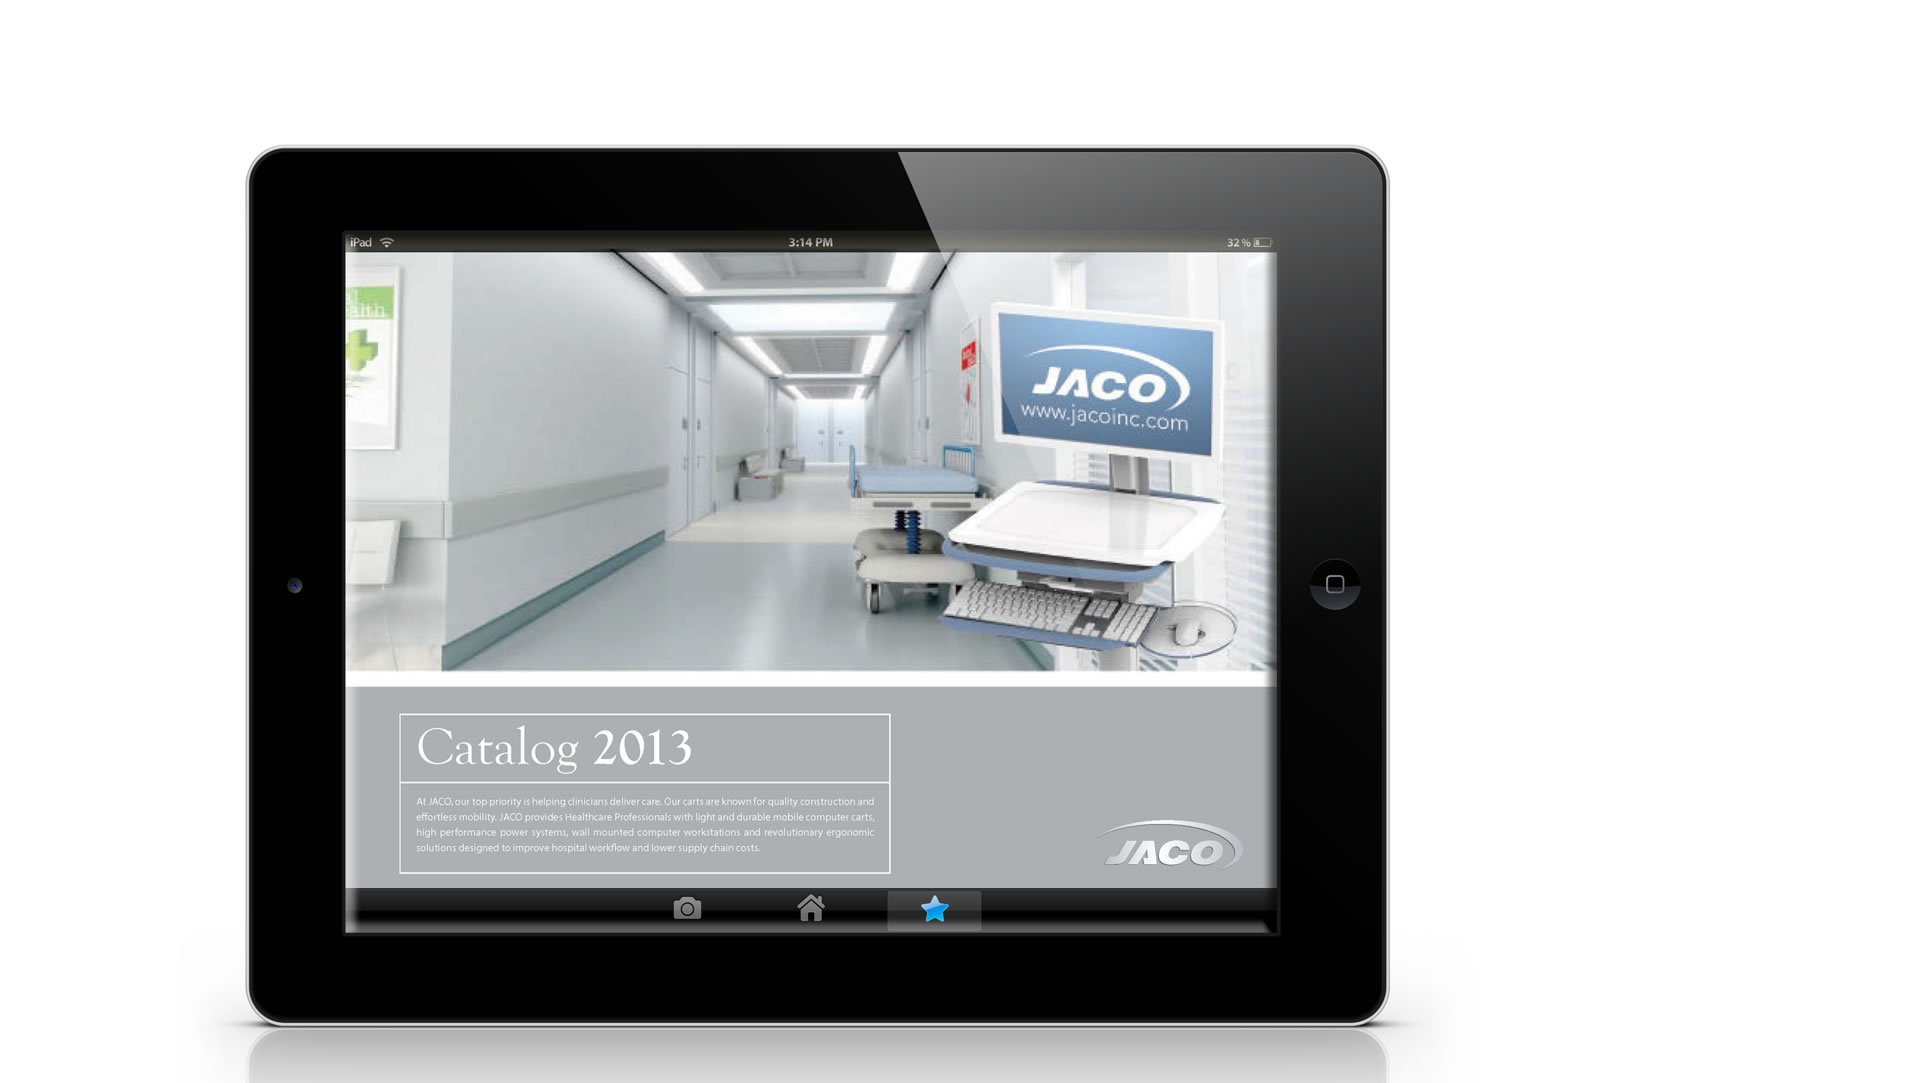 iPad 3:14 PM 32 %
alth
JACO
www.jacoinc.com
Catalog 2013
At JACO, our top priority is helping clinicians deliver care. Our carts are known for quality construction and
effortless mobility. JACO provides Healthcare Professionals with light and durable mobile computer carts,
high performance power systems, wall mounted computer workstations and revolutionary ergonomic
solutions designed to improve hospital workflow and lower supply chain costs.
JACO